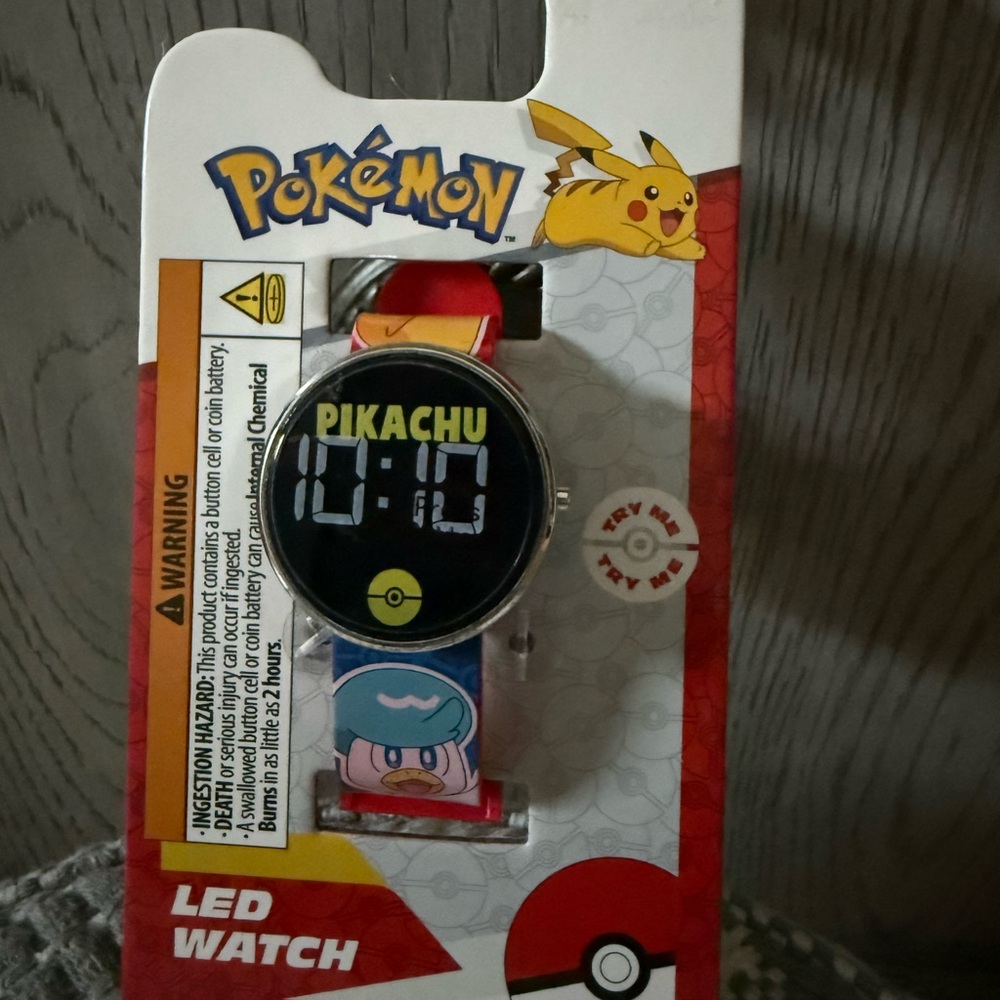 POKéMON™
WARNING
· INGESTION HAZARD: This product contains a button cell or coin battery.
· DEATH or serious injury can occur if ingested.
· A swallowed button cell or coin battery can cause Internal Chemical
Burns in as little as 2 hours.
PIKACHU
10:10
TRY ME
TRY ME
LED
WATCH